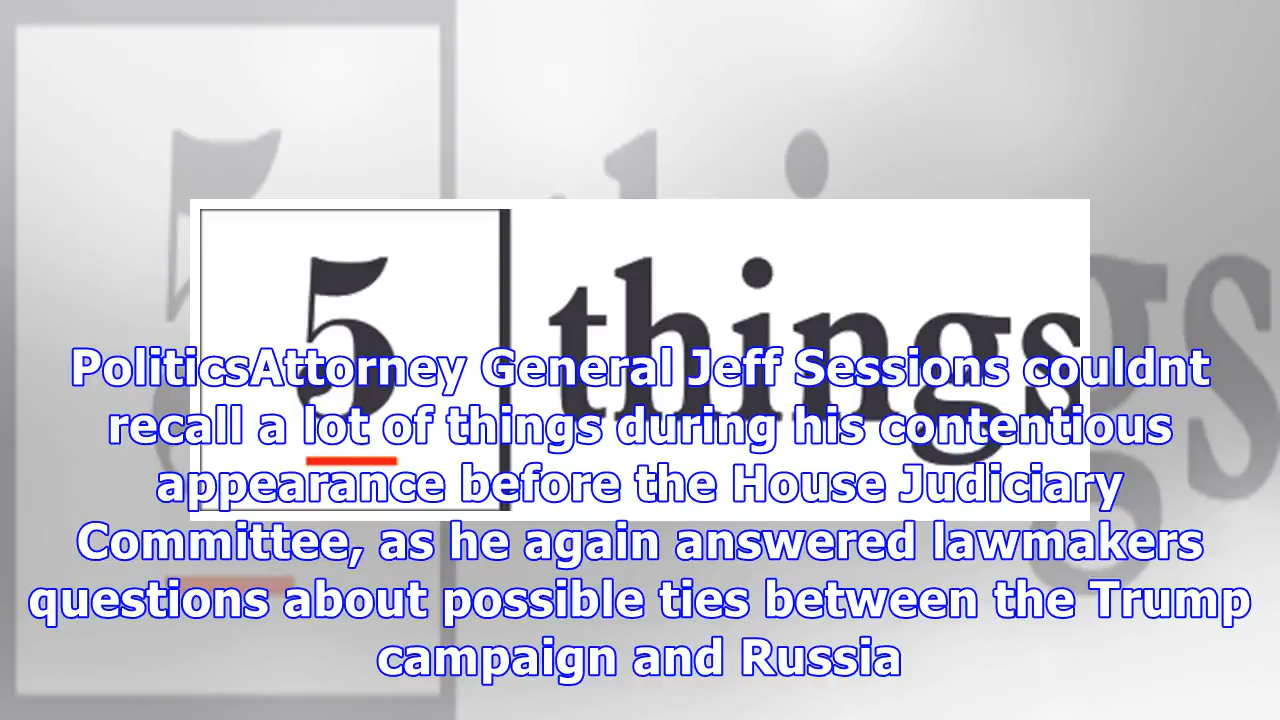 5 things
PoliticsAttorney General Jeff Sessions couldnt
recall a lot of things during his contentious
appearance before the House Judiciary
Committee, as he again answered lawmakers
questions about possible ties between the Trump
campaign and Russia